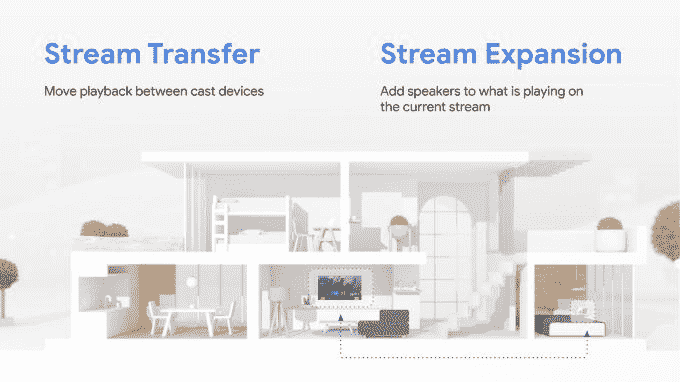 Stream Transfer
Move playback between cast devices
Stream Expansion
Add speakers to what is playing on
the current stream